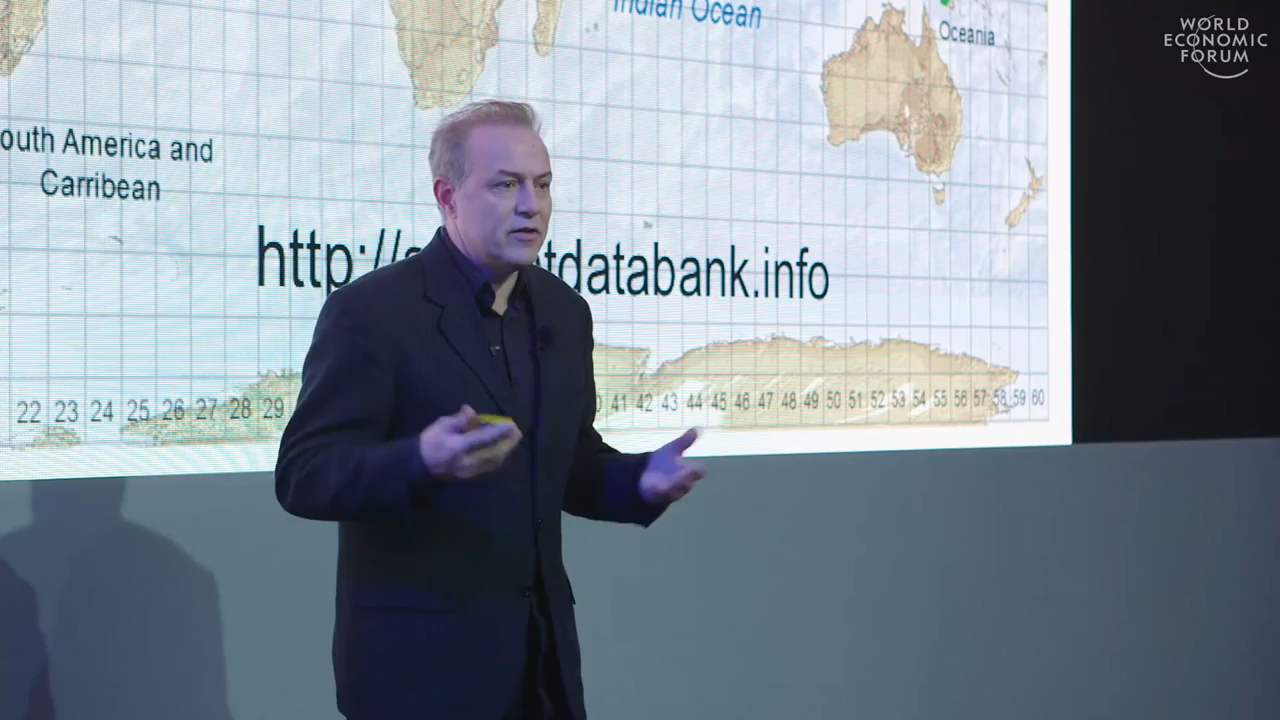 Indian Ocean
Oceania
WORLD
ECONOMIC
FORUM
outh America and
Carribean
http://
tdatabank.info
22 23 24 25 26 27 28 29
41 42 43 44 45 46 47 48 49 50 51 52 53 54 55 56 57 58 59 60